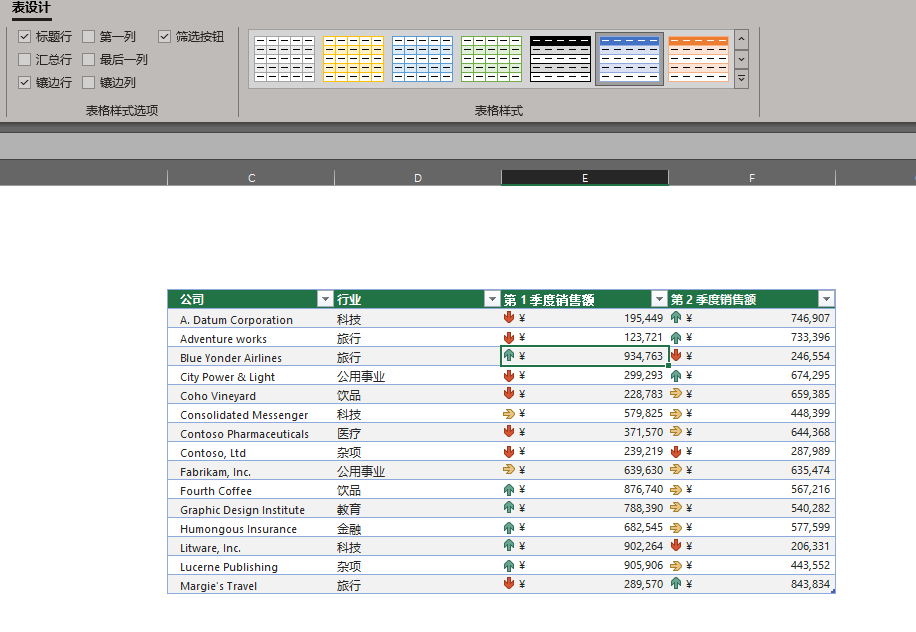 表设计
标题行 第一列 筛选按钮
汇总行 最后一列
镶边行 镶边列
表格样式选项 表格样式
C D E F
公司 行业 第 1 季度销售额 第 2 季度销售额
A. Datum Corporation 科技 ¥ 195,449 ¥ 746,907
Adventure works 旅行 ¥ 123,721 ¥ 733,396
Blue Yonder Airlines 旅行 ¥ 934,763 ¥ 246,554
City Power & Light 公用事业 ¥ 299,293 ¥ 674,295
Coho Vineyard 饮品 ¥ 228,783 ¥ 659,385
Consolidated Messenger 科技 ¥ 579,825 ¥ 448,399
Contoso Pharmaceuticals 医疗 ¥ 371,570 ¥ 644,368
Contoso, Ltd 杂项 ¥ 239,219 ¥ 287,989
Fabrikam, Inc. 公用事业 ¥ 639,630 ¥ 635,474
Fourth Coffee 饮品 ¥ 876,740 ¥ 567,216
Graphic Design Institute 教育 ¥ 788,390 ¥ 540,282
Humongous Insurance 金融 ¥ 682,545 ¥ 577,599
Litware, Inc. 科技 ¥ 902,264 ¥ 206,331
Lucerne Publishing 杂项 ¥ 905,906 ¥ 443,552
Margie's Travel 旅行 ¥ 289,570 ¥ 843,834